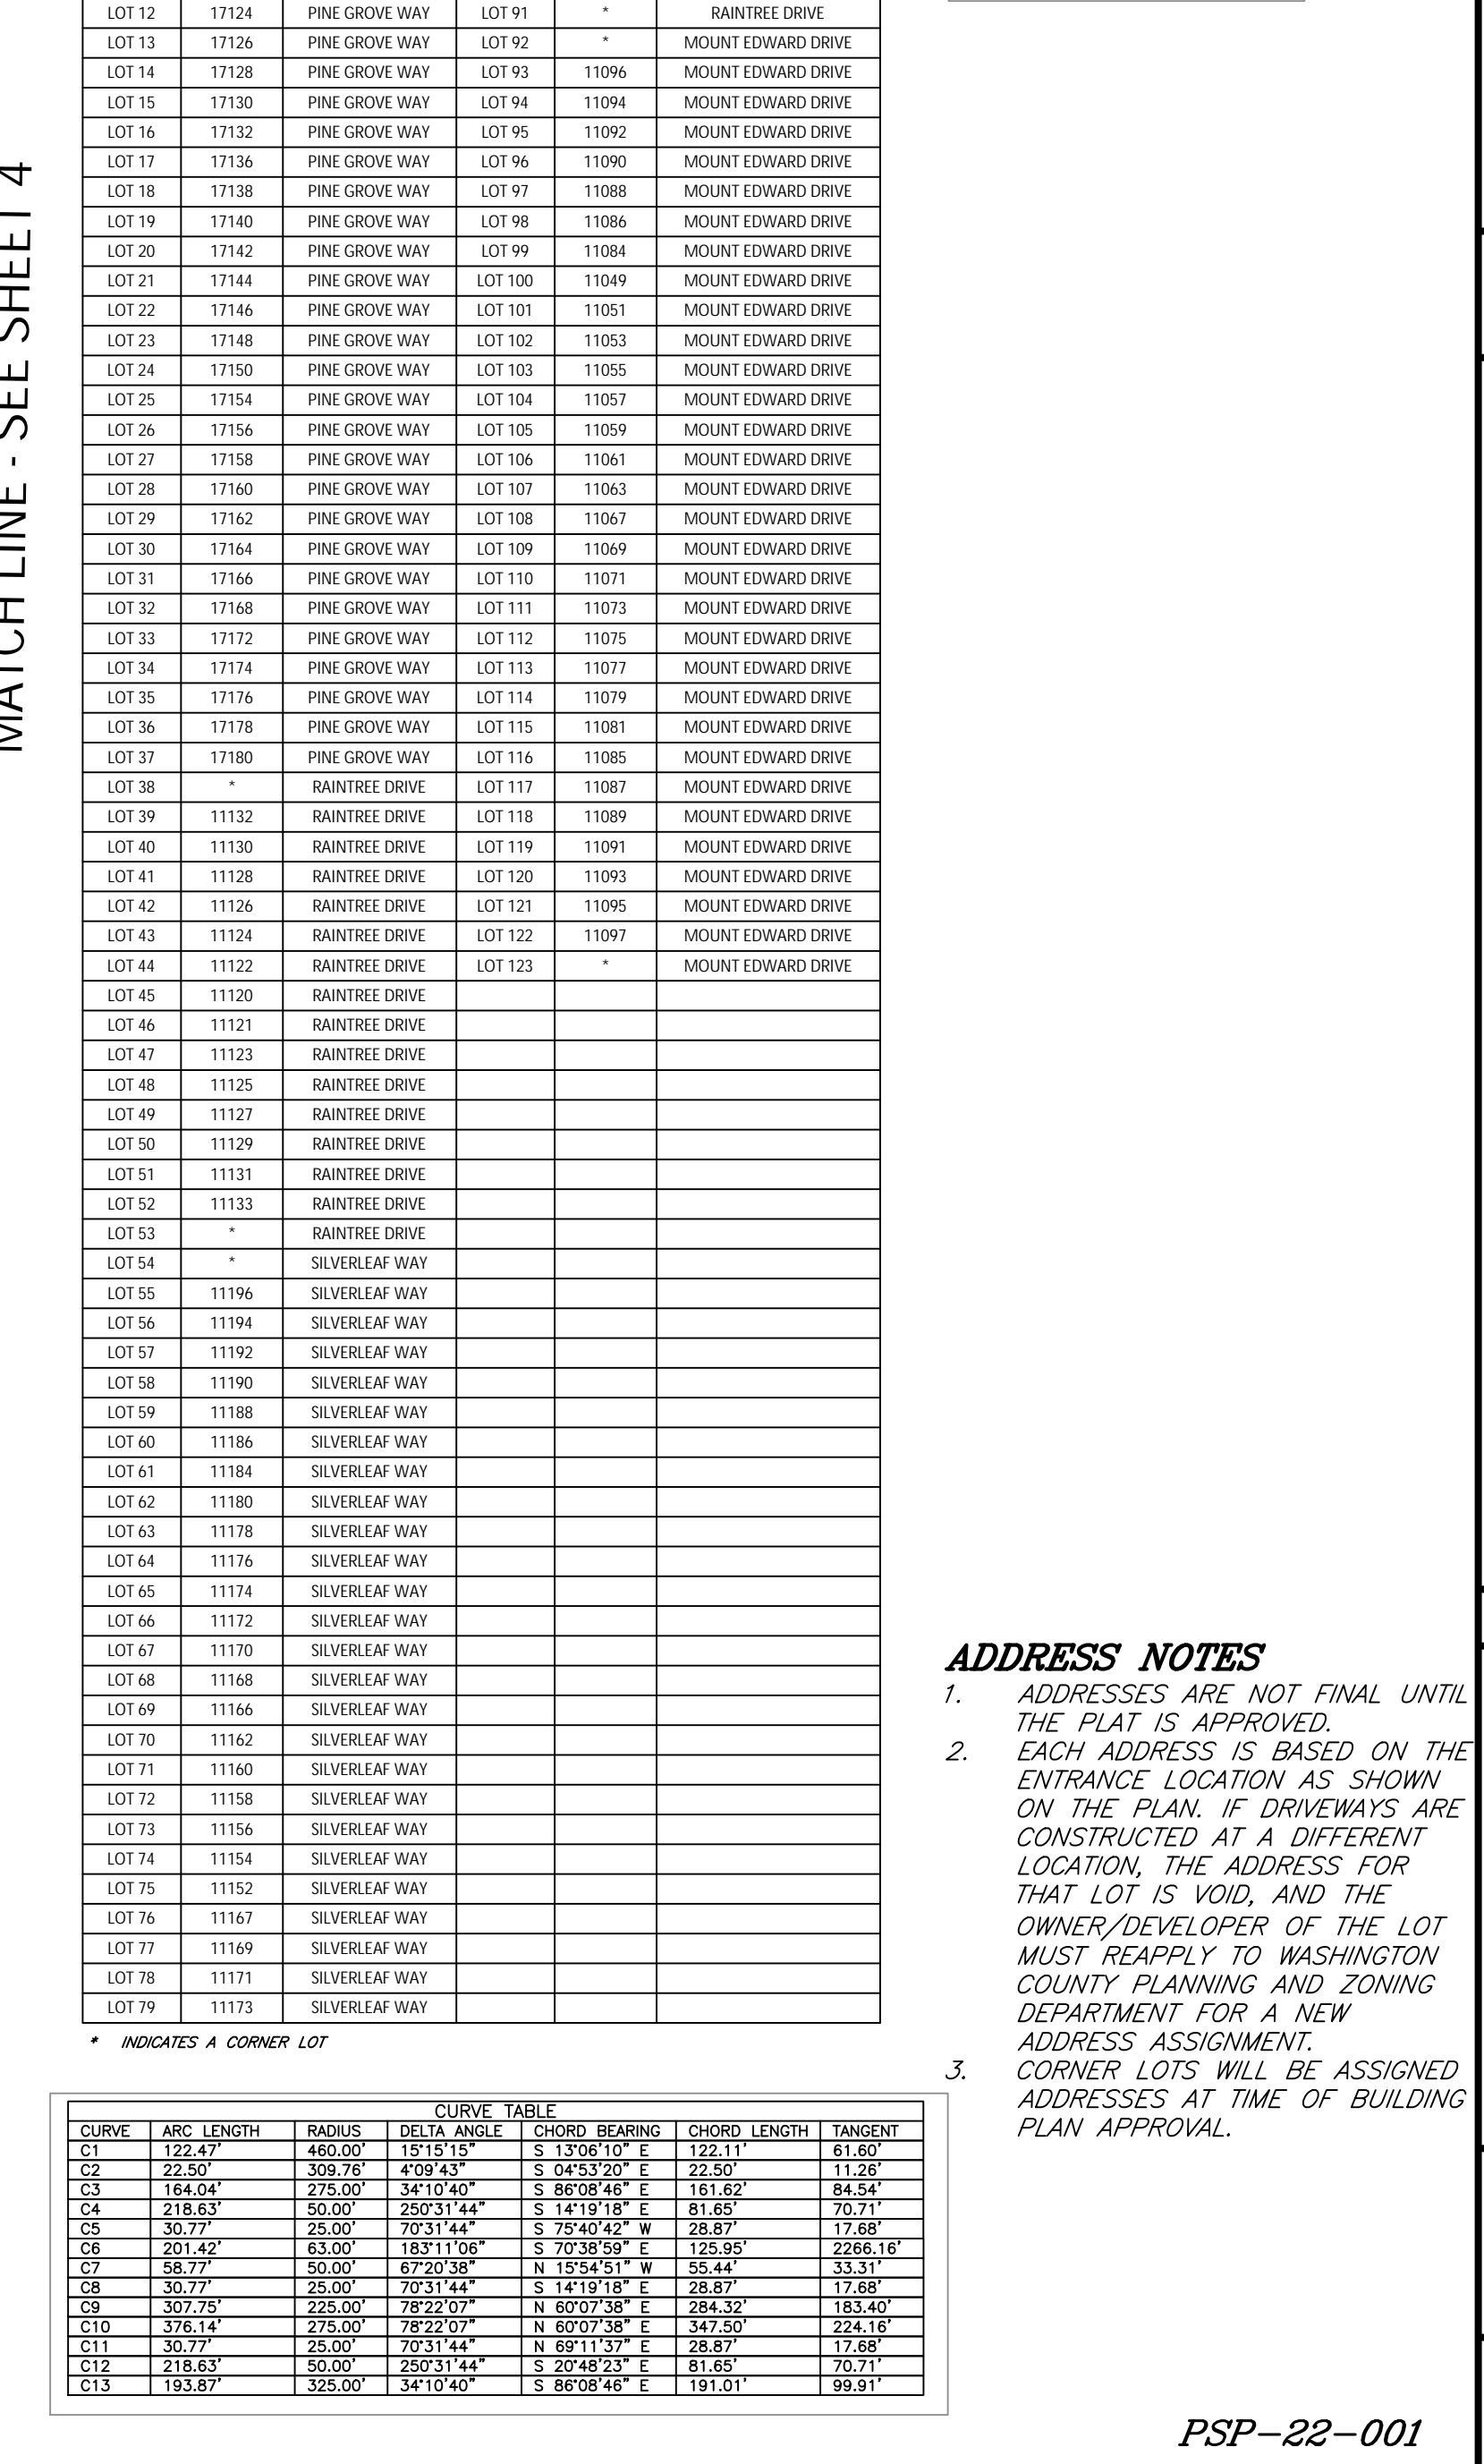 MATCH LINE - SEE SHEET 4
LOT 12 17124 PINE GROVE WAY LOT 91 * RAINTREE DRIVE
LOT 13 17126 PINE GROVE WAY LOT 92 * MOUNT EDWARD DRIVE
LOT 14 17128 PINE GROVE WAY LOT 93 11096 MOUNT EDWARD DRIVE
LOT 15 17130 PINE GROVE WAY LOT 94 11094 MOUNT EDWARD DRIVE
LOT 16 17132 PINE GROVE WAY LOT 95 11092 MOUNT EDWARD DRIVE
LOT 17 17136 PINE GROVE WAY LOT 96 11090 MOUNT EDWARD DRIVE
LOT 18 17138 PINE GROVE WAY LOT 97 11088 MOUNT EDWARD DRIVE
LOT 19 17140 PINE GROVE WAY LOT 98 11086 MOUNT EDWARD DRIVE
LOT 20 17142 PINE GROVE WAY LOT 99 11084 MOUNT EDWARD DRIVE
LOT 21 17144 PINE GROVE WAY LOT 100 11049 MOUNT EDWARD DRIVE
LOT 22 17146 PINE GROVE WAY LOT 101 11051 MOUNT EDWARD DRIVE
LOT 23 17148 PINE GROVE WAY LOT 102 11053 MOUNT EDWARD DRIVE
LOT 24 17150 PINE GROVE WAY LOT 103 11055 MOUNT EDWARD DRIVE
LOT 25 17154 PINE GROVE WAY LOT 104 11057 MOUNT EDWARD DRIVE
LOT 26 17156 PINE GROVE WAY LOT 105 11059 MOUNT EDWARD DRIVE
LOT 27 17158 PINE GROVE WAY LOT 106 11061 MOUNT EDWARD DRIVE
LOT 28 17160 PINE GROVE WAY LOT 107 11063 MOUNT EDWARD DRIVE
LOT 29 17162 PINE GROVE WAY LOT 108 11067 MOUNT EDWARD DRIVE
LOT 30 17164 PINE GROVE WAY LOT 109 11069 MOUNT EDWARD DRIVE
LOT 31 17166 PINE GROVE WAY LOT 110 11071 MOUNT EDWARD DRIVE
LOT 32 17168 PINE GROVE WAY LOT 111 11073 MOUNT EDWARD DRIVE
LOT 33 17172 PINE GROVE WAY LOT 112 11075 MOUNT EDWARD DRIVE
LOT 34 17174 PINE GROVE WAY LOT 113 11077 MOUNT EDWARD DRIVE
LOT 35 17176 PINE GROVE WAY LOT 114 11079 MOUNT EDWARD DRIVE
LOT 36 17178 PINE GROVE WAY LOT 115 11081 MOUNT EDWARD DRIVE
LOT 37 17180 PINE GROVE WAY LOT 116 11085 MOUNT EDWARD DRIVE
LOT 38 * RAINTREE DRIVE LOT 117 11087 MOUNT EDWARD DRIVE
LOT 39 11132 RAINTREE DRIVE LOT 118 11089 MOUNT EDWARD DRIVE
LOT 40 11130 RAINTREE DRIVE LOT 119 11091 MOUNT EDWARD DRIVE
LOT 41 11128 RAINTREE DRIVE LOT 120 11093 MOUNT EDWARD DRIVE
LOT 42 11126 RAINTREE DRIVE LOT 121 11095 MOUNT EDWARD DRIVE
LOT 43 11124 RAINTREE DRIVE LOT 122 11097 MOUNT EDWARD DRIVE
LOT 44 11122 RAINTREE DRIVE LOT 123 * MOUNT EDWARD DRIVE
LOT 45 11120 RAINTREE DRIVE
LOT 46 11121 RAINTREE DRIVE
LOT 47 11123 RAINTREE DRIVE
LOT 48 11125 RAINTREE DRIVE
LOT 49 11127 RAINTREE DRIVE
LOT 50 11129 RAINTREE DRIVE
LOT 51 11131 RAINTREE DRIVE
LOT 52 11133 RAINTREE DRIVE
LOT 53 * RAINTREE DRIVE
LOT 54 * SILVERLEAF WAY
LOT 55 11196 SILVERLEAF WAY
LOT 56 11194 SILVERLEAF WAY
LOT 57 11192 SILVERLEAF WAY
LOT 58 11190 SILVERLEAF WAY
LOT 59 11188 SILVERLEAF WAY
LOT 60 11186 SILVERLEAF WAY
LOT 61 11184 SILVERLEAF WAY
LOT 62 11180 SILVERLEAF WAY
LOT 63 11178 SILVERLEAF WAY
LOT 64 11176 SILVERLEAF WAY
LOT 65 11174 SILVERLEAF WAY
LOT 66 11172 SILVERLEAF WAY
LOT 67 11170 SILVERLEAF WAY
LOT 68 11168 SILVERLEAF WAY
LOT 69 11166 SILVERLEAF WAY
LOT 70 11162 SILVERLEAF WAY
LOT 71 11160 SILVERLEAF WAY
LOT 72 11158 SILVERLEAF WAY
LOT 73 11156 SILVERLEAF WAY
LOT 74 11154 SILVERLEAF WAY
LOT 75 11152 SILVERLEAF WAY
LOT 76 11167 SILVERLEAF WAY
LOT 77 11169 SILVERLEAF WAY
LOT 78 11171 SILVERLEAF WAY
LOT 79 11173 SILVERLEAF WAY
* INDICATES A CORNER LOT
ADDRESS NOTES
1. ADDRESSES ARE NOT FINAL UNTIL
THE PLAT IS APPROVED.
2. EACH ADDRESS IS BASED ON THE
ENTRANCE LOCATION AS SHOWN
ON THE PLAN. IF DRIVEWAYS ARE
CONSTRUCTED AT A DIFFERENT
LOCATION, THE ADDRESS FOR
THAT LOT IS VOID, AND THE
OWNER/DEVELOPER OF THE LOT
MUST REAPPLY TO WASHINGTON
COUNTY PLANNING AND ZONING
DEPARTMENT FOR A NEW
ADDRESS ASSIGNMENT.
3. CORNER LOTS WILL BE ASSIGNED
ADDRESSES AT TIME OF BUILDING
PLAN APPROVAL.
CURVE TABLE
CURVE ARC LENGTH RADIUS DELTA ANGLE CHORD BEARING CHORD LENGTH TANGENT
C1 122.47' 460.00' 15°15'15" S 13°06'10" E 122.11' 61.60'
C2 22.50' 309.76' 4°09'43" S 04°53'20" E 22.50' 11.26'
C3 164.04' 275.00' 34°10'40" S 86°08'46" E 161.62' 84.54'
C4 218.63' 50.00' 250°31'44" S 14°19'18" E 81.65' 70.71'
C5 30.77' 25.00' 70°31'44" S 75°40'42" W 28.87' 17.68'
C6 201.42' 63.00' 183°11'06" S 70°38'59" E 125.95' 2266.16'
C7 58.77' 50.00' 67°20'38" N 15°54'51" W 55.44' 33.31'
C8 30.77' 25.00' 70°31'44" S 14°19'18" E 28.87' 17.68'
C9 307.75' 225.00' 78°22'07" N 60°07'38" E 284.32' 183.40'
C10 376.14' 275.00' 78°22'07" N 60°07'38" E 347.50' 224.16'
C11 30.77' 25.00' 70°31'44" N 69°11'37" E 28.87' 17.68'
C12 218.63' 50.00' 250°31'44" S 20°48'23" E 81.65' 70.71'
C13 193.87' 325.00' 34°10'40" S 86°08'46" E 191.01' 99.91'
PSP-22-001